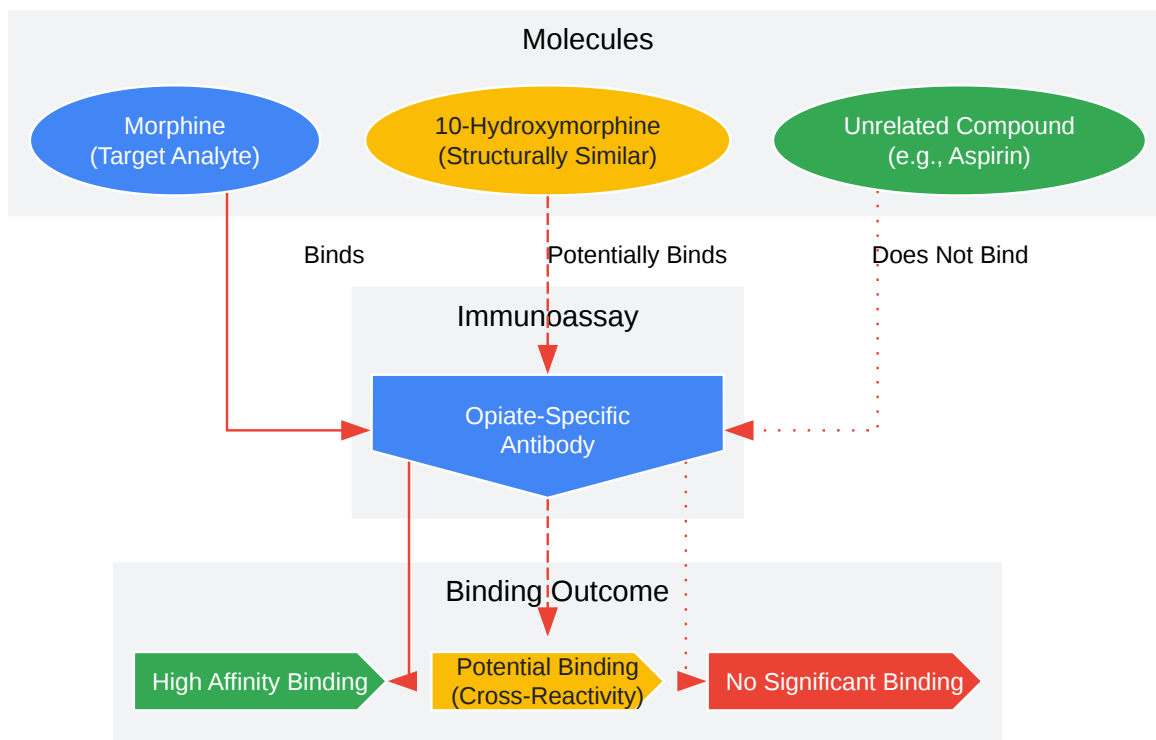 Molecules
Morphine
(Target Analyte)
10-Hydroxymorphine
(Structurally Similar)
Unrelated Compound
(e.g., Aspirin)
Binds
Potentially Binds
Does Not Bind
Immunoassay
Opiate-Specific
Antibody
Binding Outcome
High Affinity Binding
Potential Binding
(Cross-Reactivity)
No Significant Binding